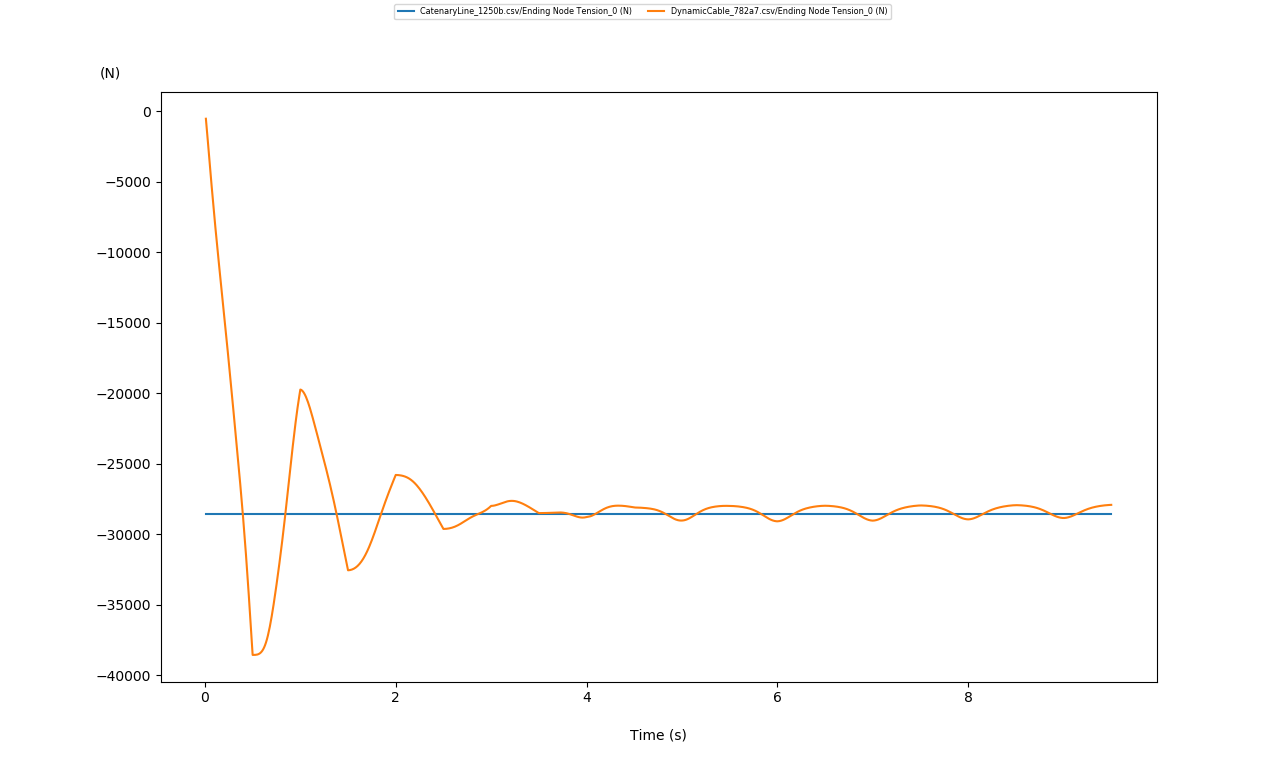 CatenaryLine_1250b.csv/Ending Node Tension_0 (N) DynamicCable_782a7.csv/Ending Node Tension_0 (N)
(N)
0
−5000
−10000
−15000
−20000
−25000
−30000
−35000
−40000
0 2 4 6 8
Time (s)